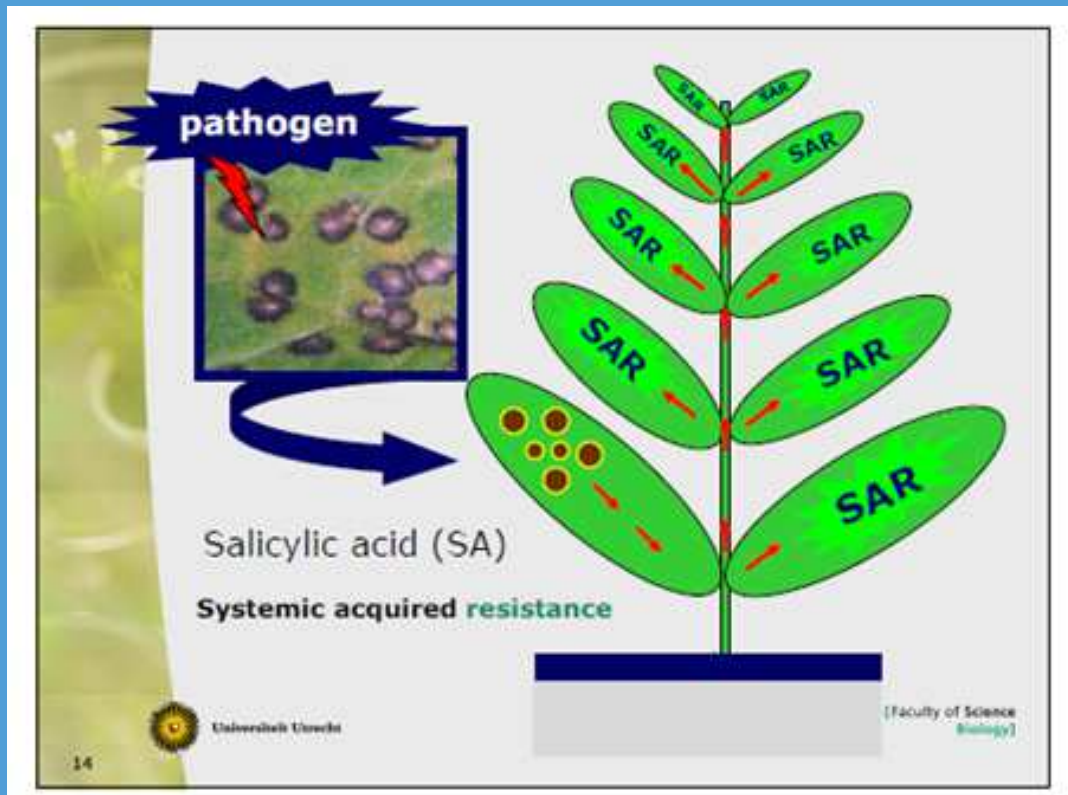 pathogen
SAR
SAR
SAR
SAR
SAR
SAR
SAR
SAR
SAR
Salicylic acid (SA)
Systemic acquired resistance
Universiteit Utrecht
[Faculty of Science
Biology]
14